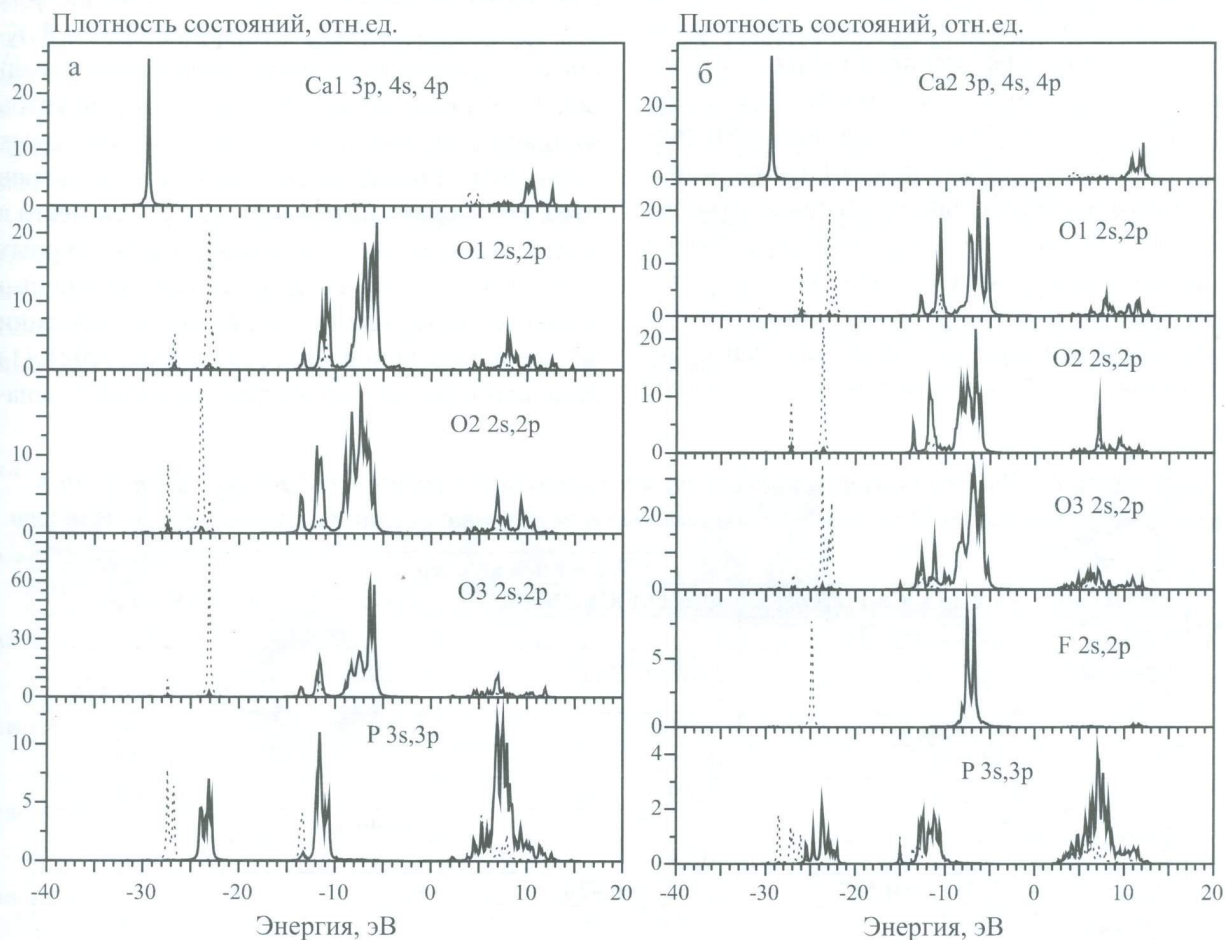 Плотность состояний, отн.ед.
а
Ca1 3p, 4s, 4p
20
10
0
O1 2s,2p
20
10
0
O2 2s,2p
10
0
O3 2s,2p
60
30
0
P 3s,3p
10
5
0
-40 -30 -20 -10 0 10 20
Энергия, эВ
Плотность состояний, отн.ед.
б
Ca2 3p, 4s, 4p
20
0
O1 2s,2p
20
10
0
O2 2s,2p
20
10
0
O3 2s,2p
20
0
F 2s,2p
5
0
P 3s,3p
4
2
0
-40 -30 -20 -10 0 10 20
Энергия, эВ